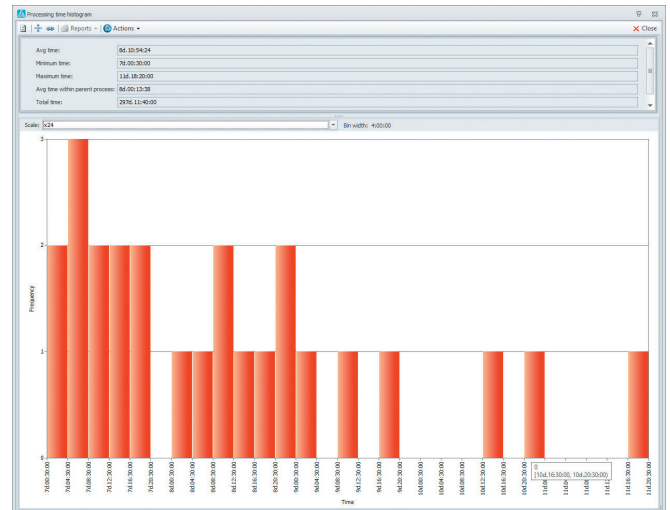 Processing time histogram
Reports Actions Close
Avg time: 8d. 10:54:24
Minimum time: 7d. 00:30:00
Maximum time: 11d. 18:20:00
Avg time within parent process: 8d. 00:13:38
Total time: 297d. 11:40:00
Scale: x24 Bin width: 4:00:00
3
2
1
0
Frequency
7d.00:30:00
7d.04:30:00
7d.08:30:00
7d.12:30:00
7d.16:30:00
7d.20:30:00
8d.00:30:00
8d.04:30:00
8d.08:30:00
8d.12:30:00
8d.16:30:00
8d.20:30:00
9d.00:30:00
9d.04:30:00
9d.08:30:00
9d.12:30:00
9d.16:30:00
9d.20:30:00
10d.00:30:00
10d.04:30:00
10d.08:30:00
10d.12:30:00
10d.16:30:00
0
[10d.16:30:00, 10d.20:30:00)
11d.16:30:00
11d.20:30:00
Time